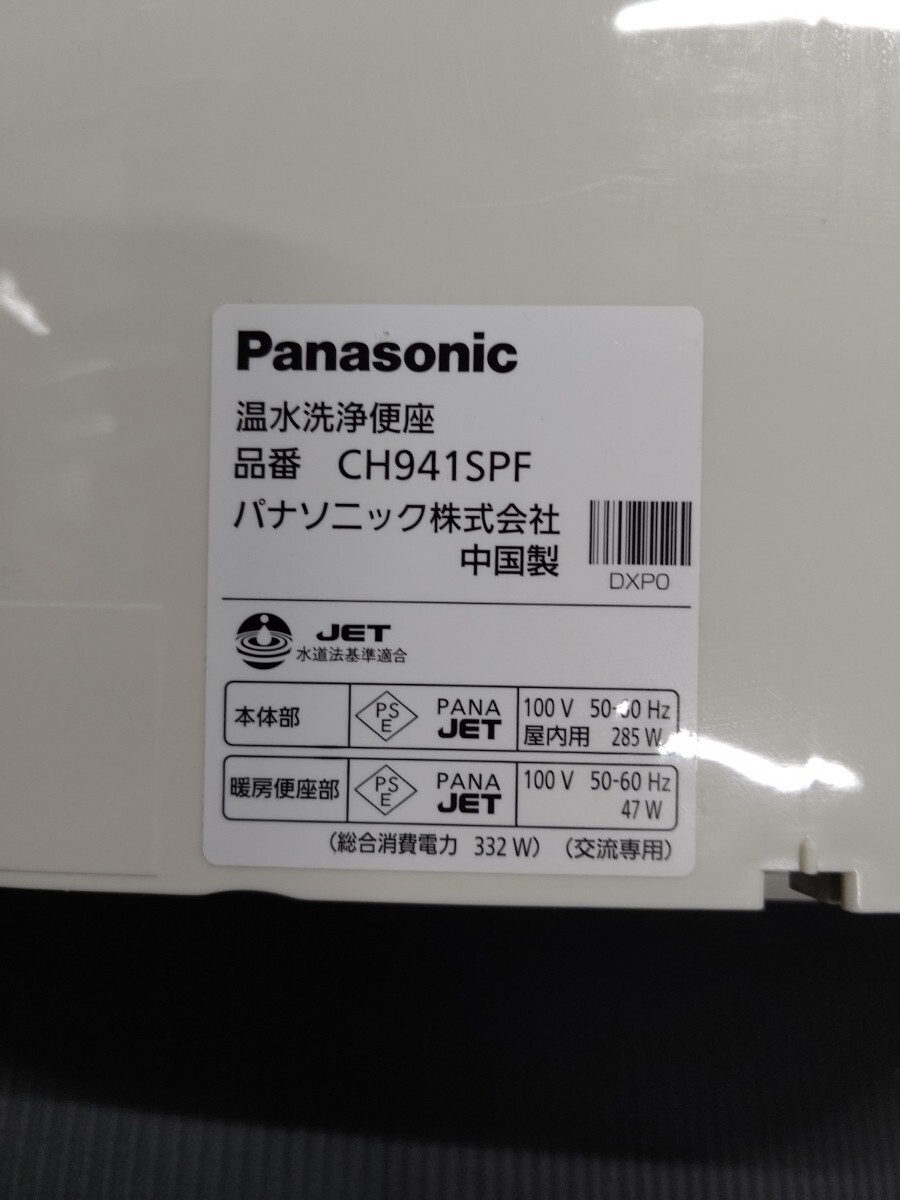 Panasonic
温水洗浄便座
品番 CH941SPF
パナソニック株式会社
中国製
DXP0
JET
水道法基準適合
本体部 PS E PANA JET 100 V 50-60 Hz
屋内用 285 W
暖房便座部 PS E PANA JET 100 V 50-60 Hz
47 W
(総合消費電力 332 W) (交流専用)